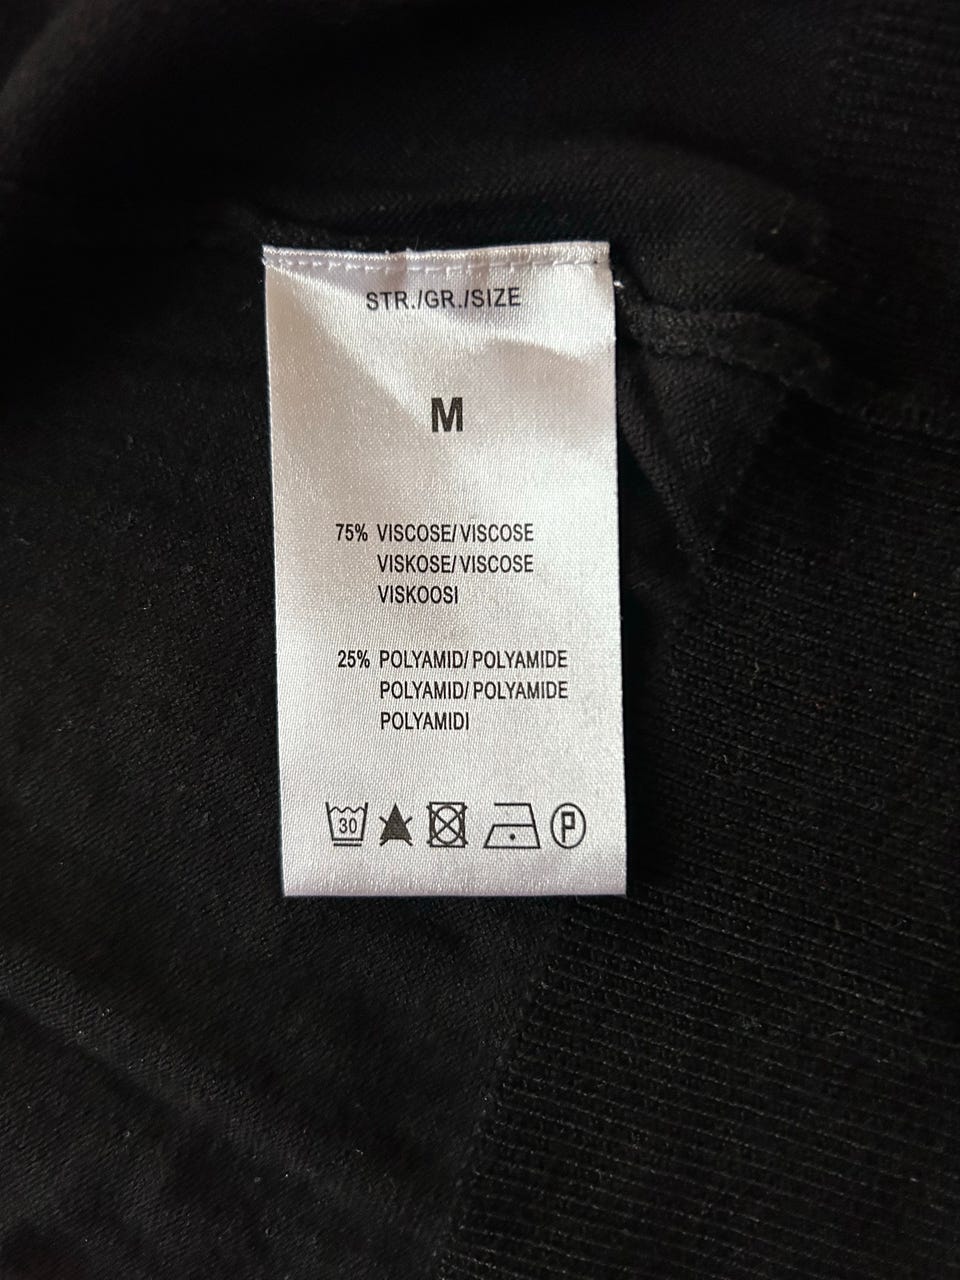 STR./GR./SIZE
M
75% VISCOSE/VISCOSE
VISKOSE/VISCOSE
VISKOOSI
25% POLYAMID/POLYAMIDE
POLYAMID/POLYAMIDE
POLYAMIDI
30 P